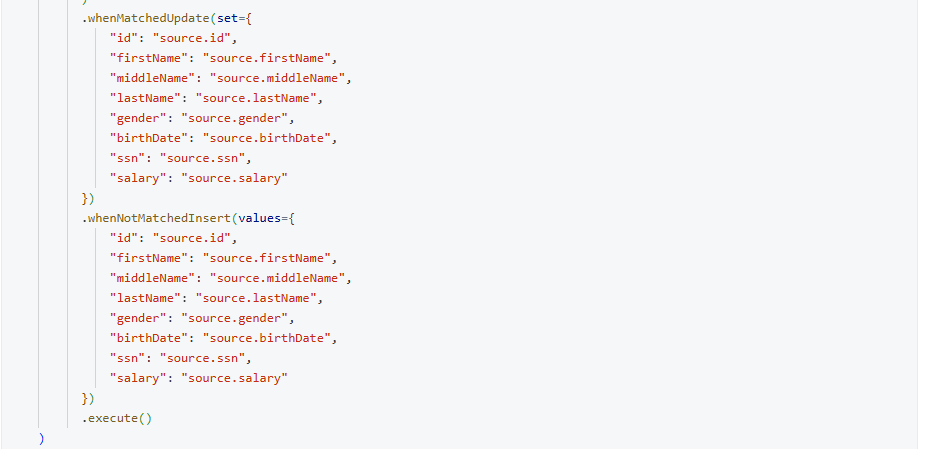 )
.whenMatchedUpdate(set={
"id": "source.id",
"firstName": "source.firstName",
"middleName": "source.middleName",
"lastName": "source.lastName",
"gender": "source.gender",
"birthDate": "source.birthDate",
"ssn": "source.ssn",
"salary": "source.salary"
})
.whenNotMatchedInsert(values={
"id": "source.id",
"firstName": "source.firstName",
"middleName": "source.middleName",
"lastName": "source.lastName",
"gender": "source.gender",
"birthDate": "source.birthDate",
"ssn": "source.ssn",
"salary": "source.salary"
})
.execute()
)